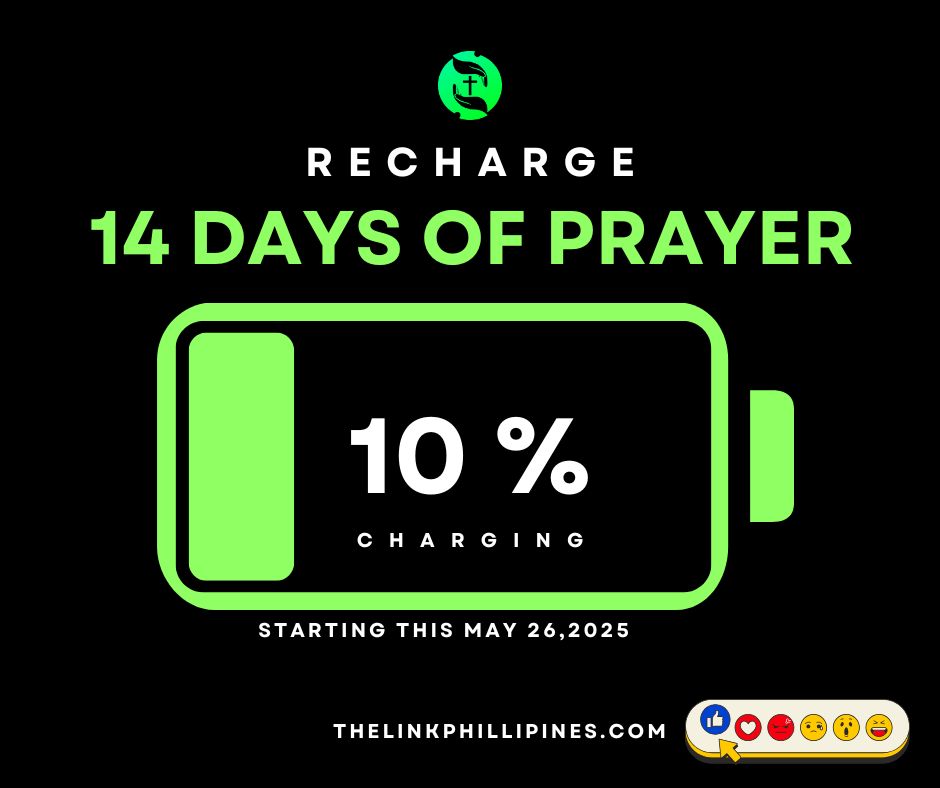 RECHARGE
14 DAYS OF PRAYER
10 %
CHARGING
STARTING THIS MAY 26,2025
THELINKPHILLIPINES.COM